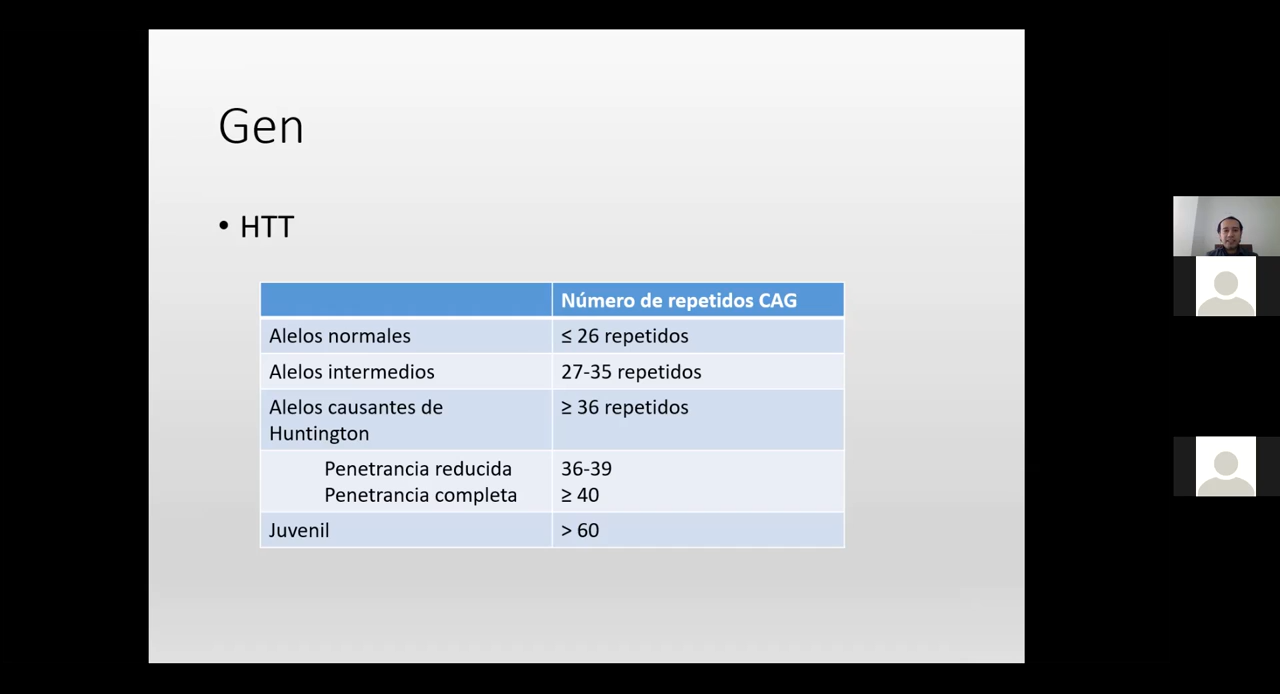 Gen
• HTT
Número de repetidos CAG
Alelos normales ≤ 26 repetidos
Alelos intermedios 27-35 repetidos
Alelos causantes de ≥ 36 repetidos
Huntington
Penetrancia reducida 36-39
Penetrancia completa ≥ 40
Juvenil > 60